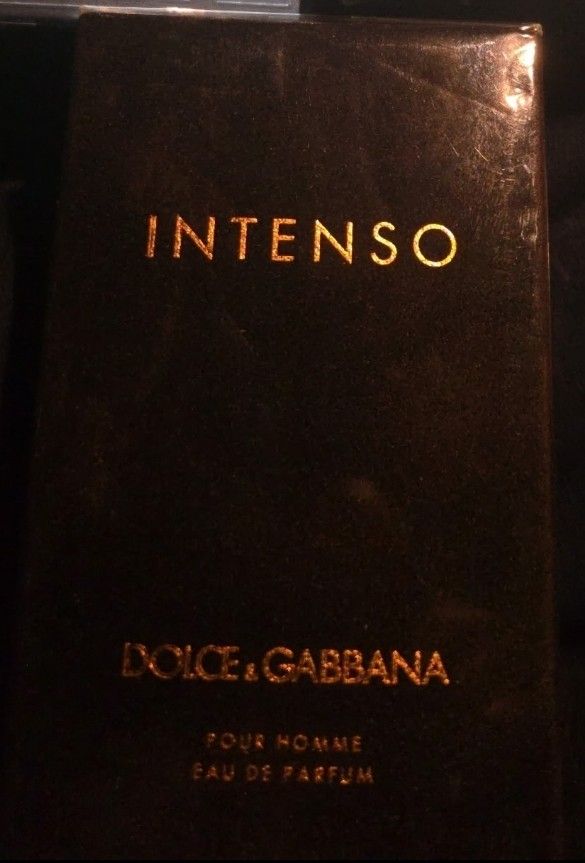 INTENSO
DOLCE & GABBANA
POUR HOMME
EAU DE PARFUM